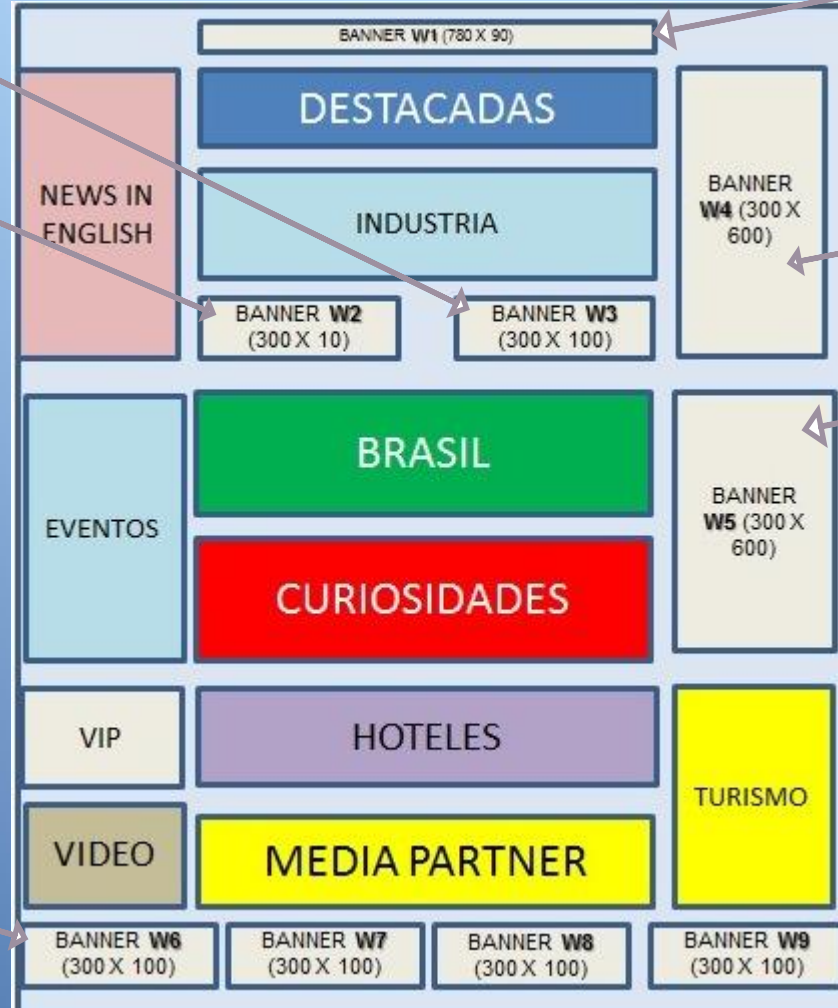 BANNER W1 (780 X 90)
DESTACADAS
NEWS IN
ENGLISH
INDUSTRIA
BANNER
W4 (300 X
600)
BANNER W2
(300 X 10)
BANNER W3
(300 X 100)
EVENTOS
BRASIL
CURIOSIDADES
BANNER
W5 (300 X
600)
VIP
HOTELES
TURISMO
VIDEO
MEDIA PARTNER
BANNER W6
(300 X 100)
BANNER W7
(300 X 100)
BANNER W8
(300 X 100)
BANNER W9
(300 X 100)